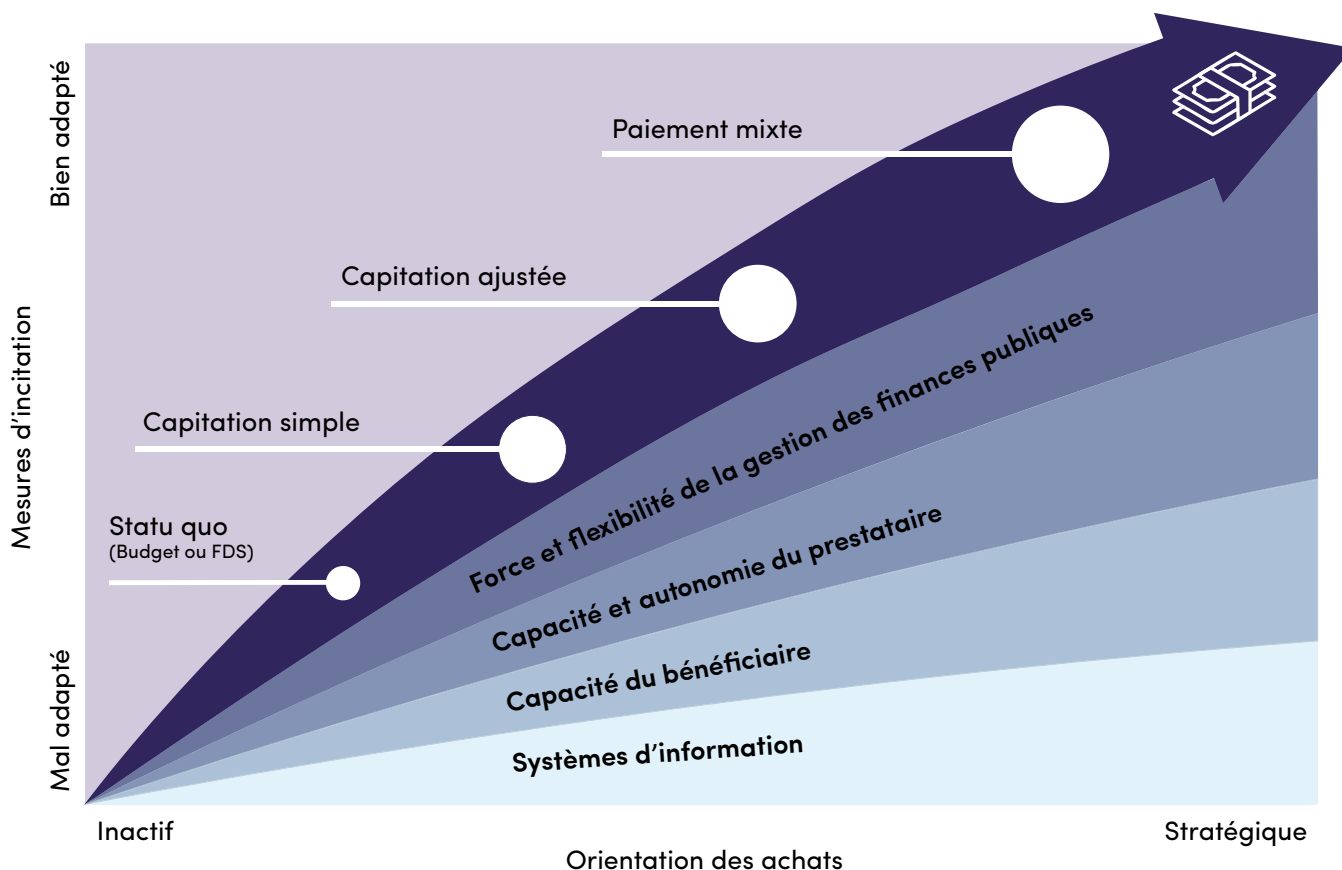 Bien adapté
Paiement mixte
Capitation ajustée
Mesures d’incitation
Capitation simple
Statu quo
(Budget ou FDS)
Force et flexibilité de la gestion des finances publiques
Capacité et autonomie du prestataire
Capacité du bénéficiaire
Systèmes d’information
Mal adapté
Inactif
Stratégique
Orientation des achats